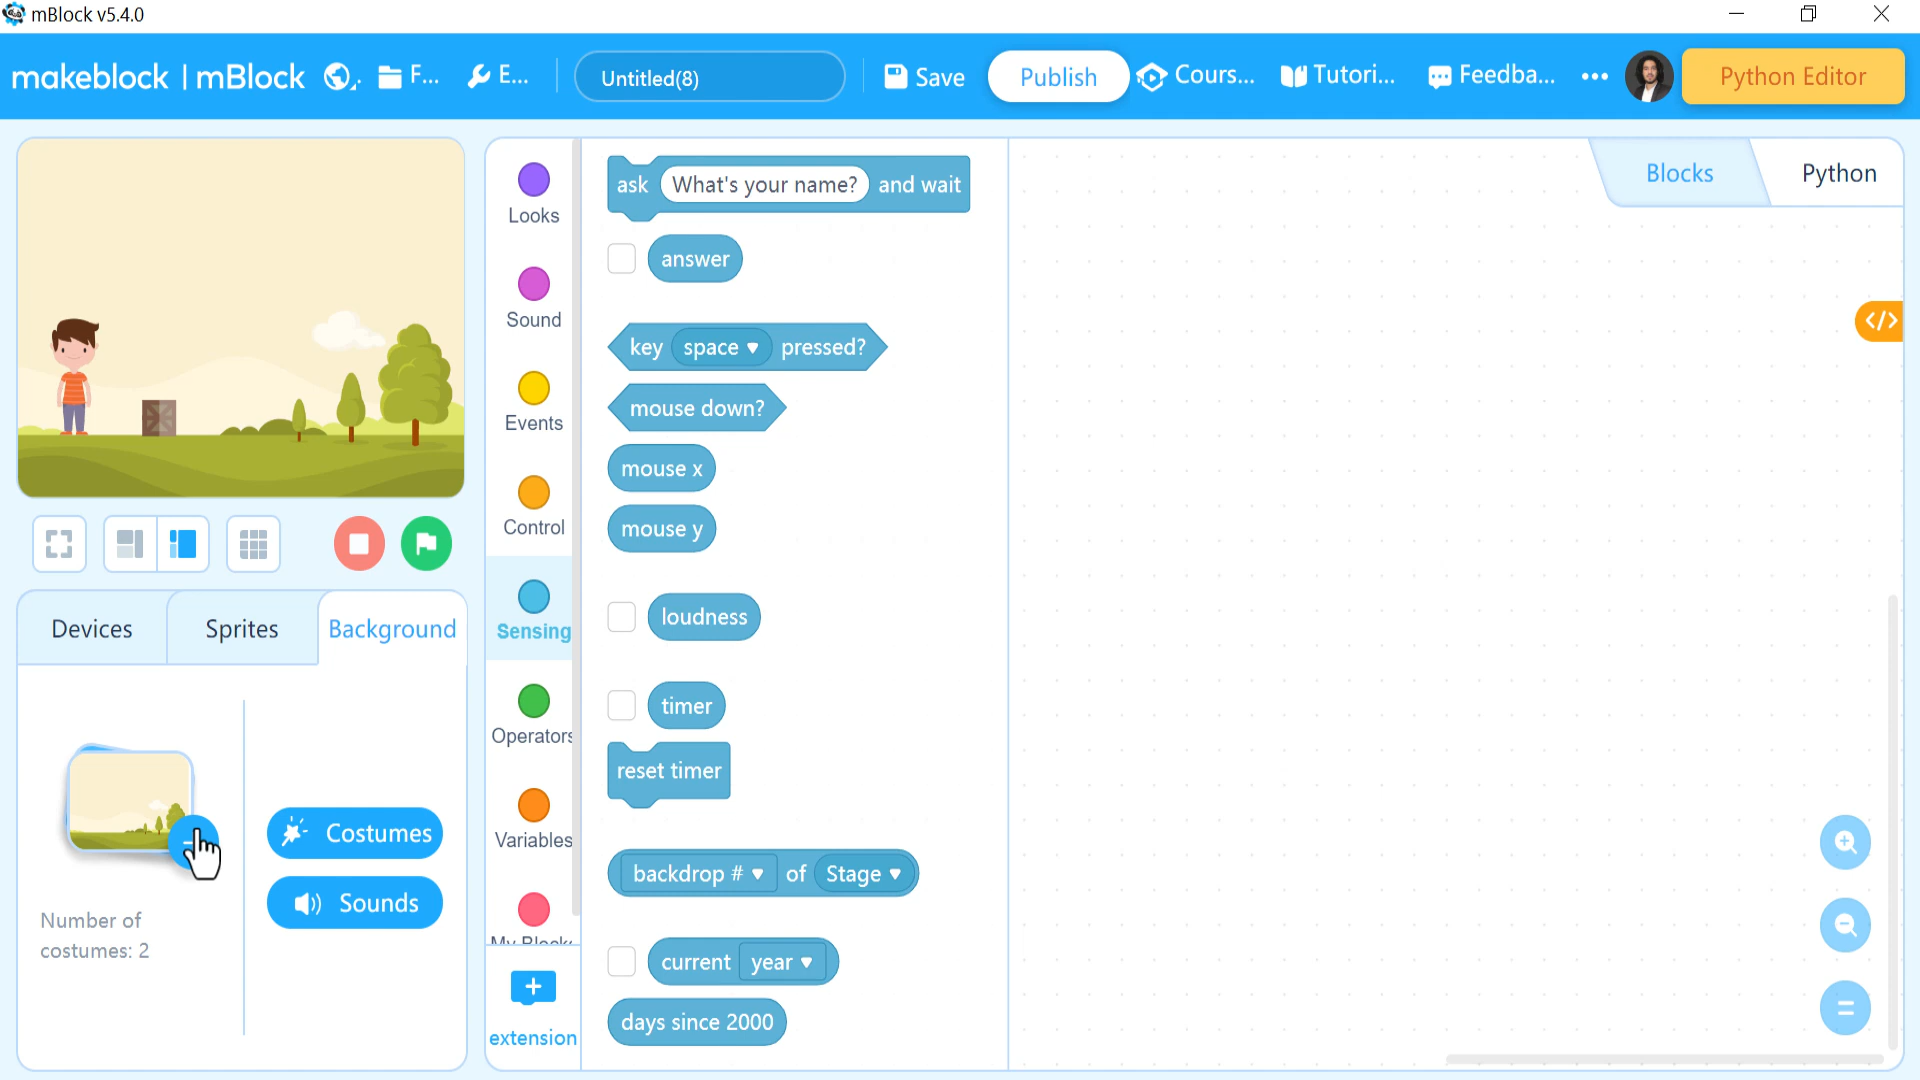 mBlock v5.4.0
makeblock | mBlock
F...
E...
Untitled(8)
Save
Publish
Cours...
Tutori...
Feedba...
Python Editor
Blocks
Python
Looks
Sound
Events
Control
Sensing
Operators
Variables
My Blocks
extension
ask What's your name? and wait
answer
key space pressed?
mouse down?
mouse x
mouse y
loudness
timer
reset timer
backdrop # of Stage
current year
days since 2000
Devices
Sprites
Background
Costumes
Sounds
Number of
costumes: 2